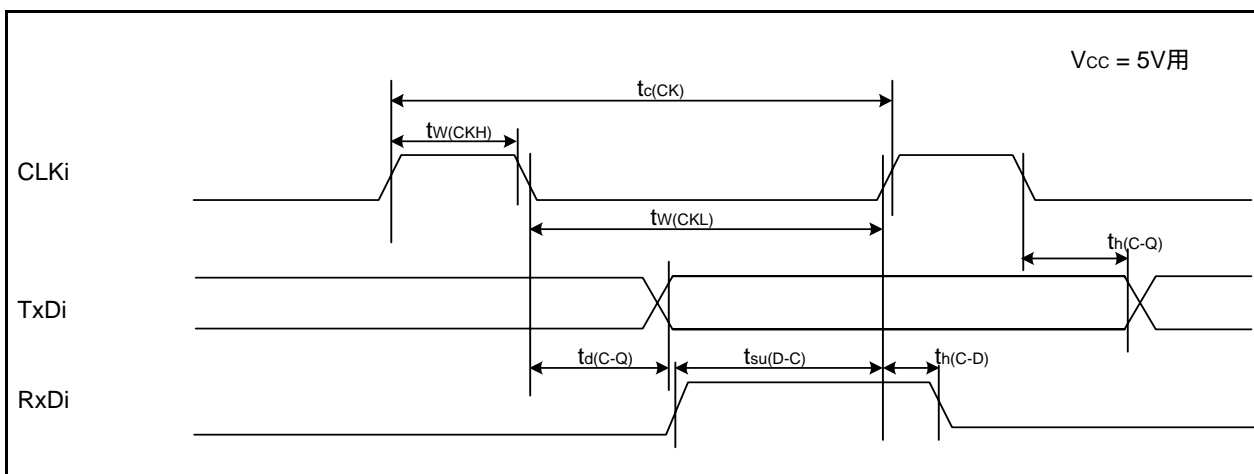 VCC = 5V用
tc(CK)
tW(CKH)
CLKi
tW(CKL)
th(C-Q)
TxDi
td(C-Q)
tsu(D-C)
th(C-D)
RxDi